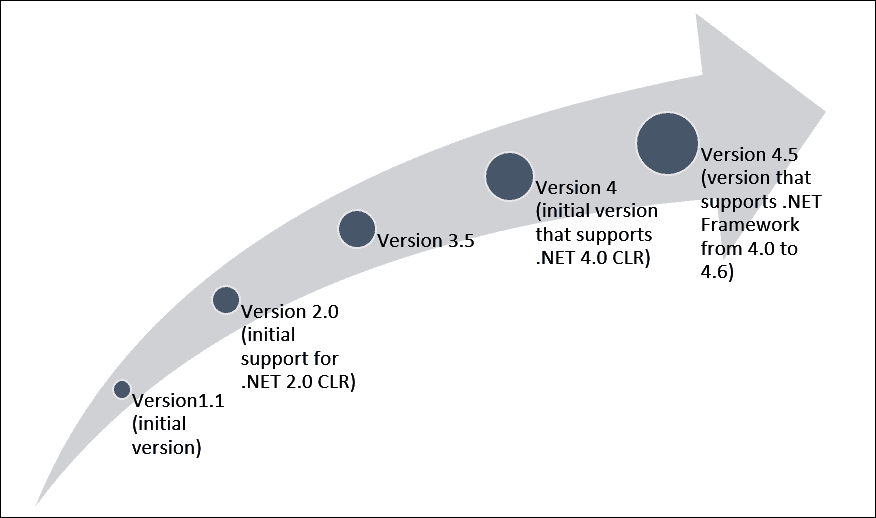 Version1.1
(initial
version)
Version 2.0
(initial
support for
.NET 2.0 CLR)
Version 3.5
Version 4
(initial version
that supports
.NET 4.0 CLR)
Version 4.5
(version that
supports .NET
Framework
from 4.0 to
4.6)